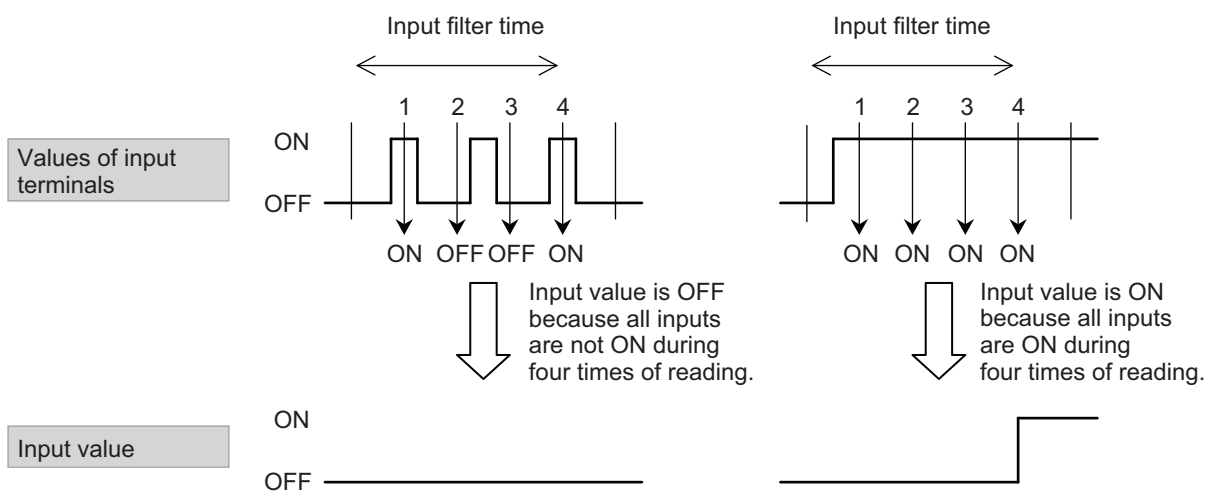 Input filter time
Input filter time
1 2 3 4
1 2 3 4
Values of input
terminals
ON
OFF
ON OFF OFF ON
ON ON ON ON
Input value is OFF
because all inputs
are not ON during
four times of reading.
Input value is ON
because all inputs
are ON during
four times of reading.
Input value
ON
OFF